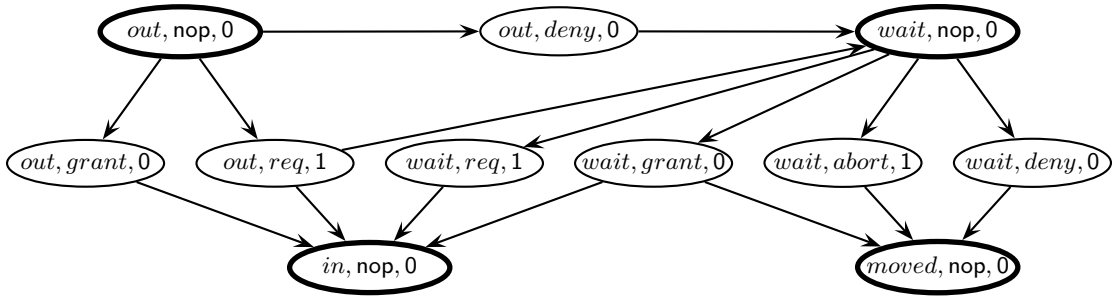 out, nop, 0
out, deny, 0
wait, nop, 0
out, grant, 0
out, req, 1
wait, req, 1
wait, grant, 0
wait, abort, 1
wait, deny, 0
in, nop, 0
moved, nop, 0